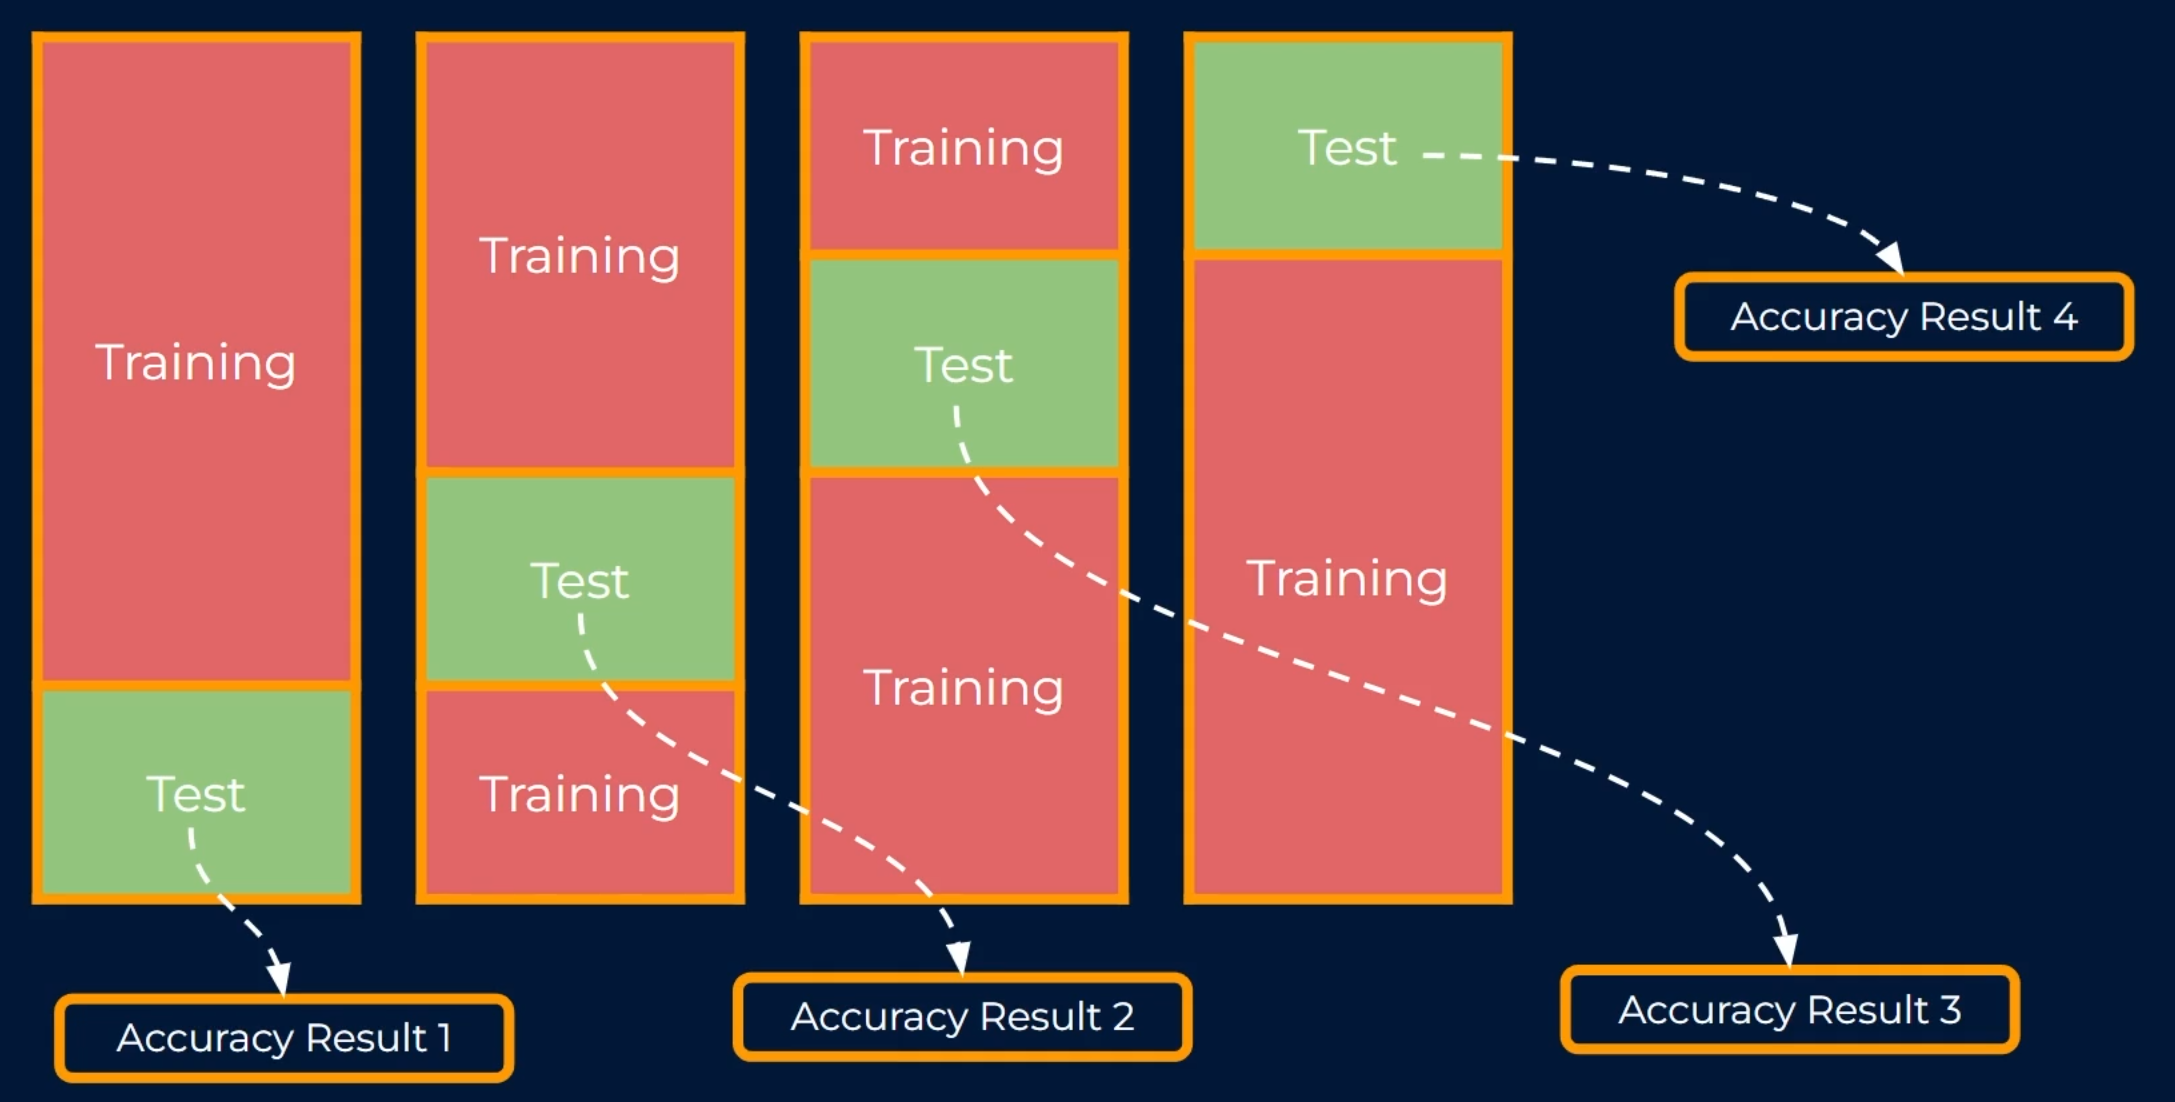 Training
Test
Accuracy Result 1
Training
Test
Training
Accuracy Result 2
Training
Test
Training
Accuracy Result 3
Test
Training
Accuracy Result 4